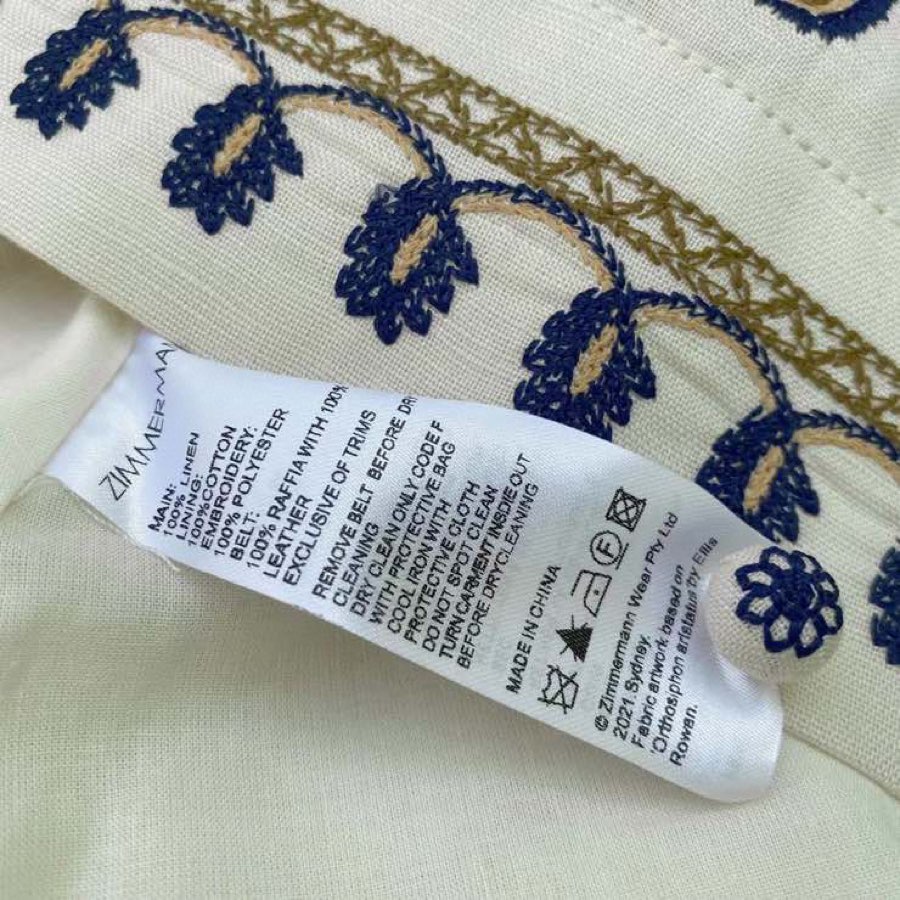 ZIMMERMA
MAIN:
100% LINEN
LINING:
100%COTTON
EMBROIDERY:
100% POLYESTER
BELT:
100% RAFFIA WITH 100%
LEATHER
EXCLUSIVE OF TRIMS
REMOVE BELT BEFORE DRY
CLEANING
DRY CLEAN ONLY CODE F
WITH PROTECTIVE BAG
COOL IRON WITH
PROTECTIVE CLOTH
DO NOT SPOT CLEAN
TURN GARMENT INSIDE OUT
BEFORE DRYCLEANING
MADE IN CHINA
F
© Zimmermann Wear Pty Ltd
2021.Sydney.
Fabric artwork based on
'Orthosiphon aristatus by Ellis
Rowan.